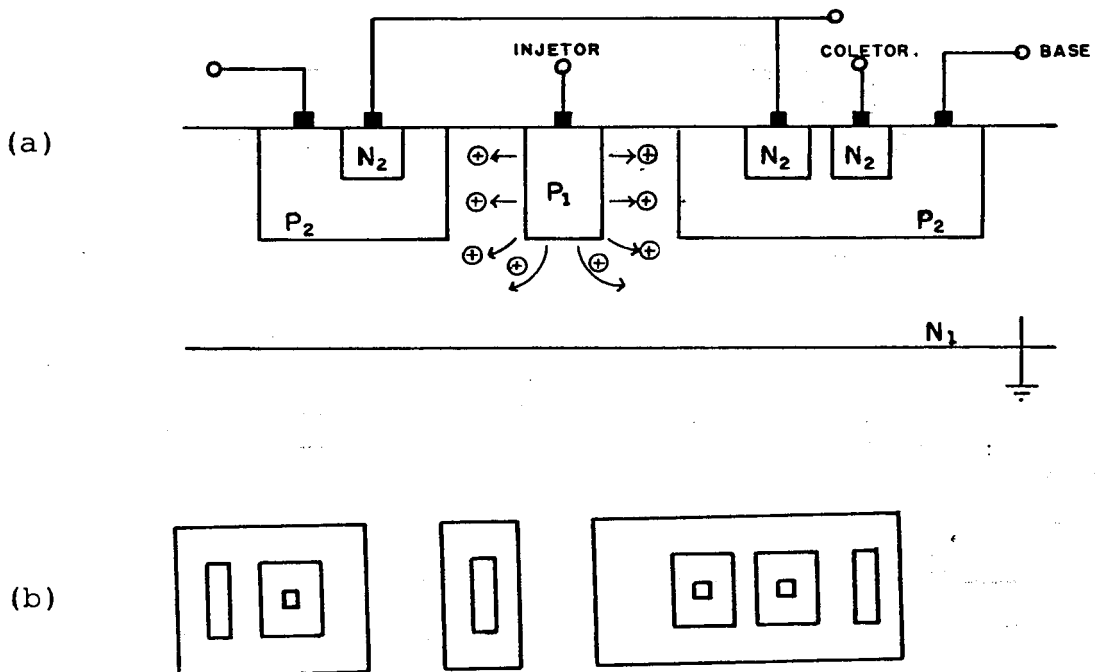 INJETOR
COLETOR.
BASE
(a)
N₂
P₁
N₂
N₂
P₂
P₂
N₁
(b)